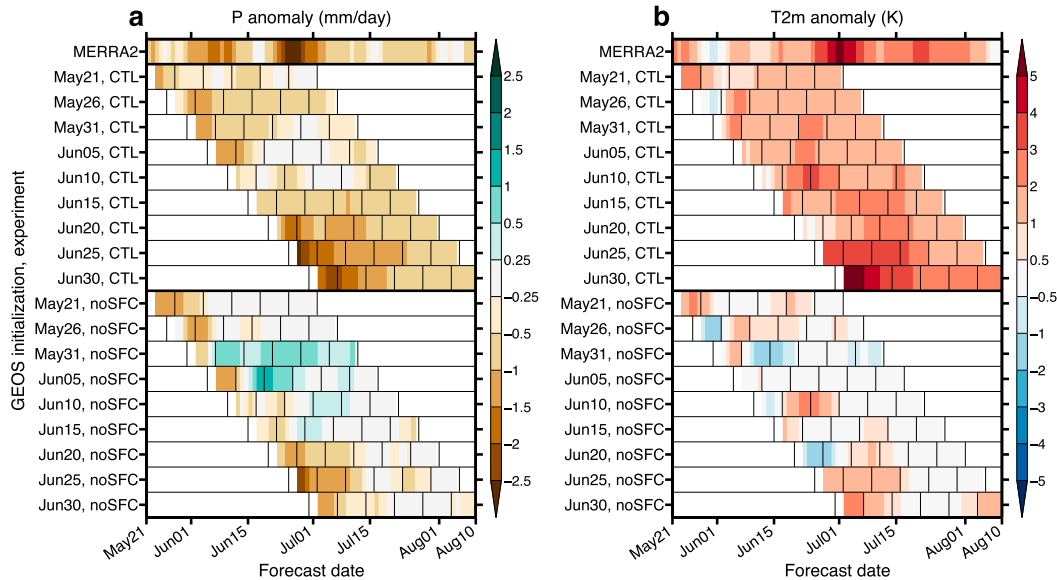 a P anomaly (mm/day)
b T2m anomaly (K)
GEOS initialization, experiment
MERRA2
May21, CTL
May26, CTL
May31, CTL
Jun05, CTL
Jun10, CTL
Jun15, CTL
Jun20, CTL
Jun25, CTL
Jun30, CTL
May21, noSFC
May26, noSFC
May31, noSFC
Jun05, noSFC
Jun10, noSFC
Jun15, noSFC
Jun20, noSFC
Jun25, noSFC
Jun30, noSFC
May21 Jun01 Jun15 Jul01 Jul15 Aug01 Aug10
Forecast date
2.5
2
1.5
1
0.5
0.25
−0.25
−0.5
−1
−1.5
−2
−2.5
MERRA2
May21, CTL
May26, CTL
May31, CTL
Jun05, CTL
Jun10, CTL
Jun15, CTL
Jun20, CTL
Jun25, CTL
Jun30, CTL
May21, noSFC
May26, noSFC
May31, noSFC
Jun05, noSFC
Jun10, noSFC
Jun15, noSFC
Jun20, noSFC
Jun25, noSFC
Jun30, noSFC
May21 Jun01 Jun15 Jul01 Jul15 Aug01 Aug10
Forecast date
5
4
3
2
1
0.5
−0.5
−1
−2
−3
−4
−5